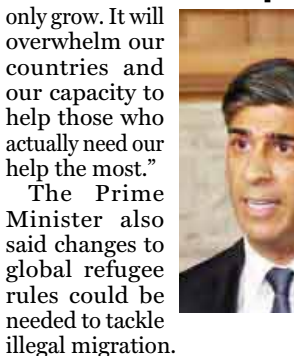 only grow. It will
overwhelm our
countries and
our capacity to
help those who
actually need our
help the most.”
The Prime
Minister also
said changes to
global refugee
rules could be
needed to tackle
illegal migration.